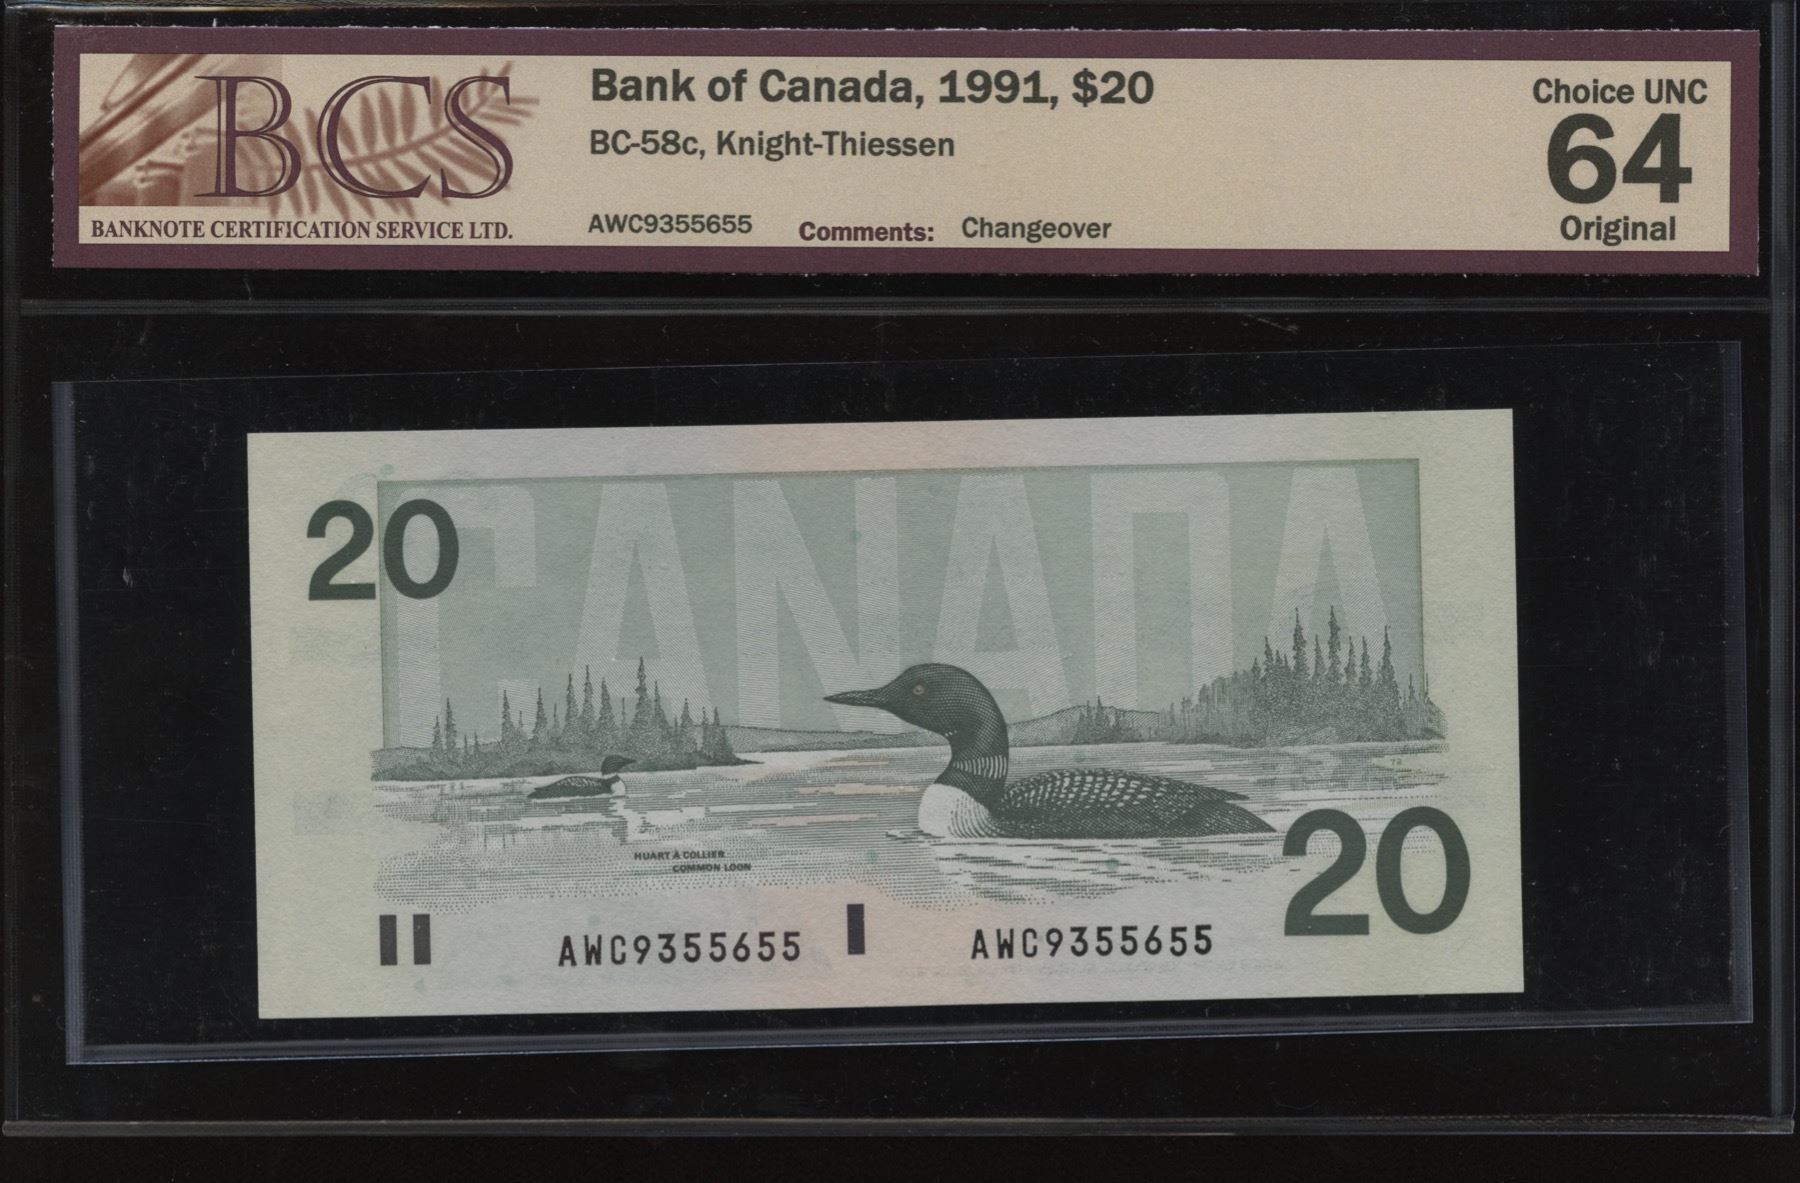 BCS
BANKNOTE CERTIFICATION SERVICE LTD.
Bank of Canada, 1991, $20
BC-58c, Knight-Thiessen
AWC9355655 Comments: Changeover
Choice UNC
64
Original
20
CANADA
72
HUART À COLLIER
COMMON LOON
20
AWC9355655 AWC9355655